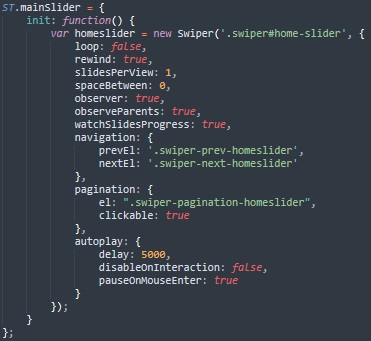 ST.mainSlider = {
    init: function() {
        var homeslider = new Swiper('.swiper#home-slider', {
            loop: false,
            rewind: true,
            slidesPerView: 1,
            spaceBetween: 0,
            observer: true,
            observeParents: true,
            watchSlidesProgress: true,
            navigation: {
                prevEl: '.swiper-prev-homeslider',
                nextEl: '.swiper-next-homeslider'
            },
            pagination: {
                el: ".swiper-pagination-homeslider",
                clickable: true
            },
            autoplay: {
                delay: 5000,
                disableOnInteraction: false,
                pauseOnMouseEnter: true
            }
        });
    }
};